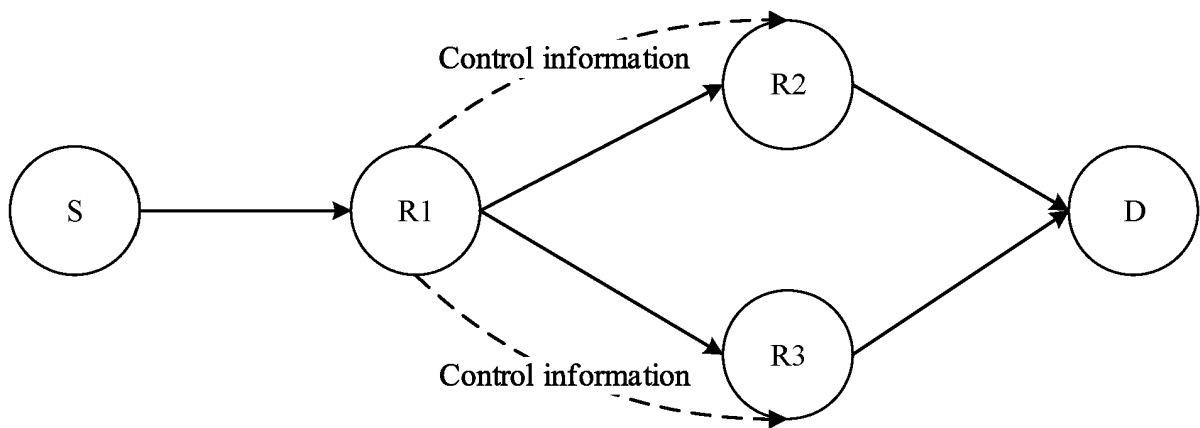 Control information
R2
S
R1
D
R3
Control information